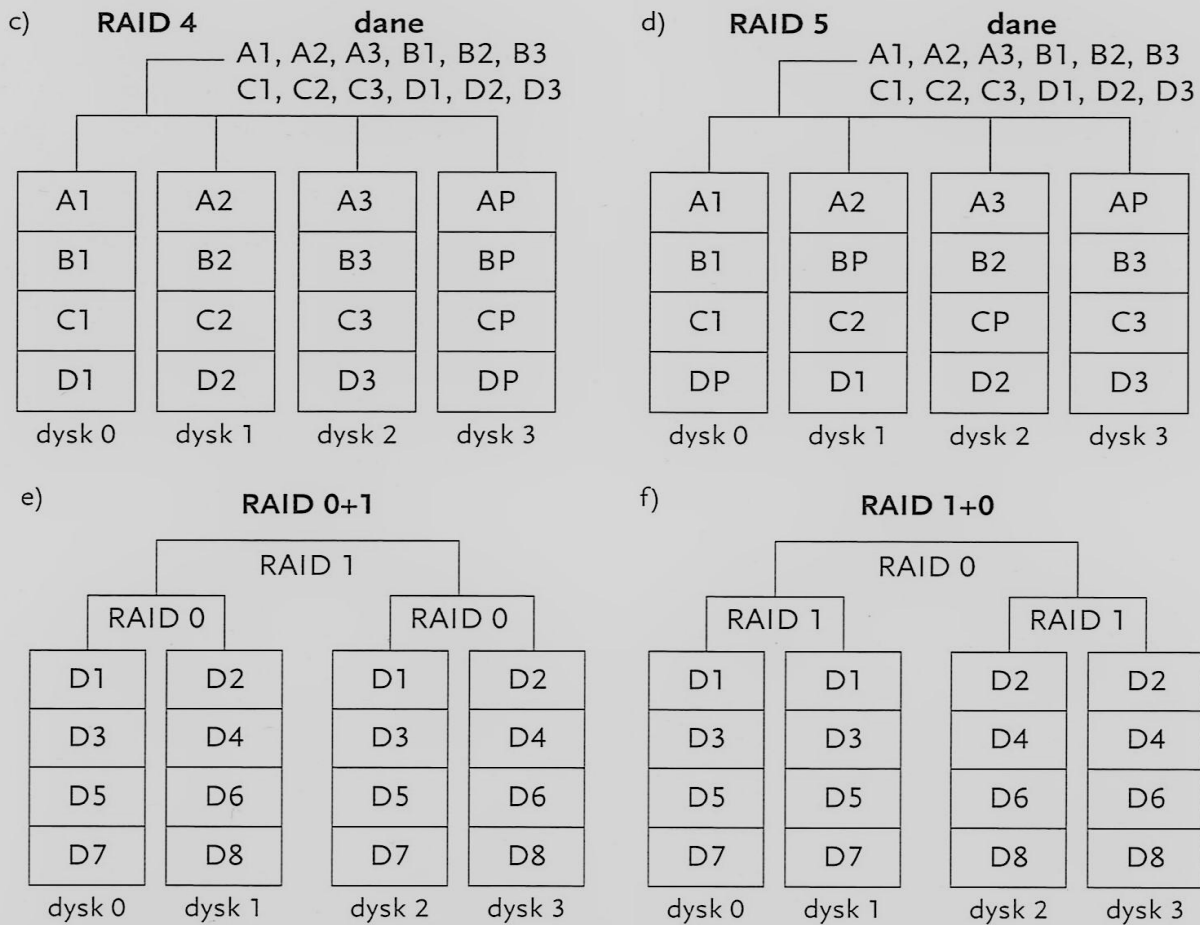 c) RAID 4 dane
A1, A2, A3, B1, B2, B3
C1, C2, C3, D1, D2, D3
A1 A2 A3 AP
B1 B2 B3 BP
C1 C2 C3 CP
D1 D2 D3 DP
dysk 0 dysk 1 dysk 2 dysk 3
d) RAID 5 dane
A1, A2, A3, B1, B2, B3
C1, C2, C3, D1, D2, D3
A1 A2 A3 AP
B1 BP B2 B3
C1 C2 CP C3
DP D1 D2 D3
dysk 0 dysk 1 dysk 2 dysk 3
e) RAID 0+1
RAID 1
RAID 0 RAID 0
D1 D2 D1 D2
D3 D4 D3 D4
D5 D6 D5 D6
D7 D8 D7 D8
dysk 0 dysk 1 dysk 2 dysk 3
f) RAID 1+0
RAID 0
RAID 1 RAID 1
D1 D1 D2 D2
D3 D3 D4 D4
D5 D5 D6 D6
D7 D7 D8 D8
dysk 0 dysk 1 dysk 2 dysk 3